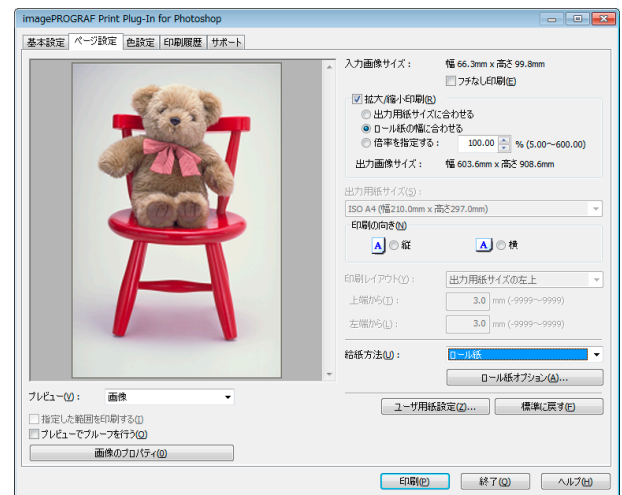 imagePROGRAF Print Plug-In for Photoshop
基本設定 ページ設定 色設定 印刷履歴 サポート
入力画像サイズ： 幅 66.3mm x 高さ 99.8mm
フチなし印刷(E)
拡大/縮小印刷(R)
出力用紙サイズに合わせる
ロール紙の幅に合わせる
倍率を指定する： 100.00 % (5.00～600.00)
出力画像サイズ： 幅 603.6mm x 高さ 908.6mm
出力用紙サイズ(S)：
ISO A4 (幅210.0mm x 高さ297.0mm)
印刷の向き(N)
A 縦 A 横
印刷レイアウト(Y)： 出力用紙サイズの左上
上端から(T)： 3.0 mm (-9999～9999)
左端から(L)： 3.0 mm (-9999～9999)
給紙方法(U)： ロール紙
ロール紙オプション(A)...
プレビュー(V)： 画像
ユーザ用紙設定(Z)... 標準に戻す(F)
指定した範囲を印刷する(I)
プレビューでプルーフを行う(O)
画像のプロパティ(0)
印刷(P) 終了(Q) ヘルプ(H)